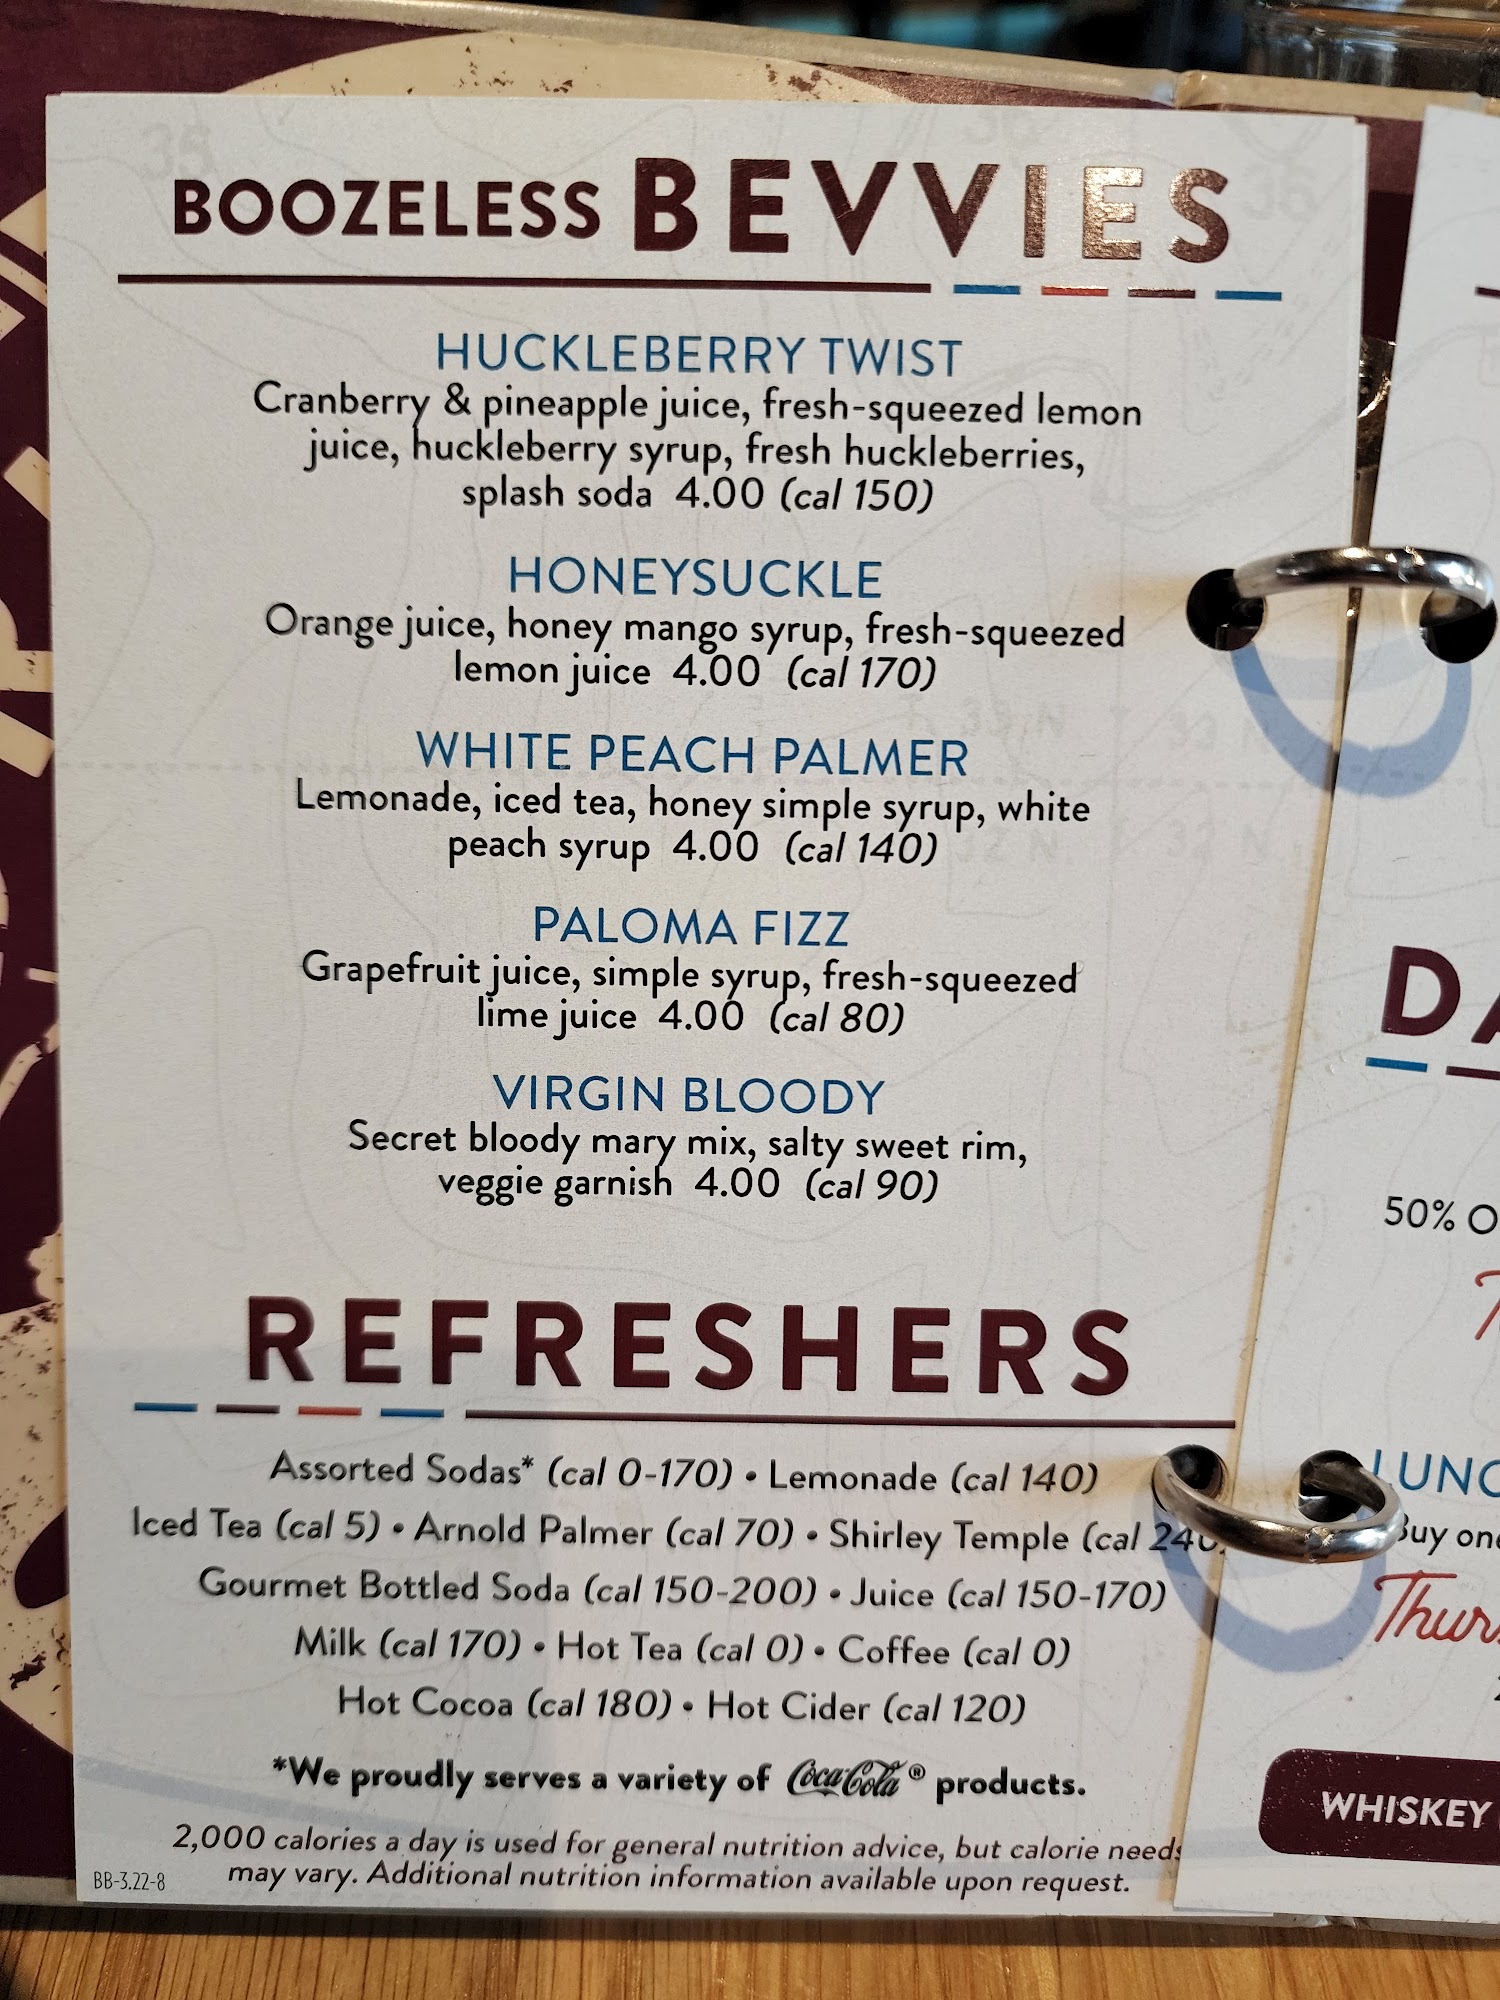 BOOZELESS BEVVIES
HUCKLEBERRY TWIST
Cranberry & pineapple juice, fresh-squeezed lemon
juice, huckleberry syrup, fresh huckleberries,
splash soda 4.00 (cal 150)
HONEYSUCKLE
Orange juice, honey mango syrup, fresh-squeezed
lemon juice 4.00 (cal 170)
WHITE PEACH PALMER
Lemonade, iced tea, honey simple syrup, white
peach syrup 4.00 (cal 140)
PALOMA FIZZ
Grapefruit juice, simple syrup, fresh-squeezed
lime juice 4.00 (cal 80)
VIRGIN BLOODY
Secret bloody mary mix, salty sweet rim,
veggie garnish 4.00 (cal 90)
REFRESHERS
Assorted Sodas* (cal 0-170) • Lemonade (cal 140)
Iced Tea (cal 5) • Arnold Palmer (cal 70) • Shirley Temple (cal 240)
Gourmet Bottled Soda (cal 150-200) • Juice (cal 150-170)
Milk (cal 170) • Hot Tea (cal 0) • Coffee (cal 0)
Hot Cocoa (cal 180) • Hot Cider (cal 120)
*We proudly serves a variety of Coca-Cola® products.
2,000 calories a day is used for general nutrition advice, but calorie needs
may vary. Additional nutrition information available upon request.
BB-3.22-8
50%
Buy
WHISKEY